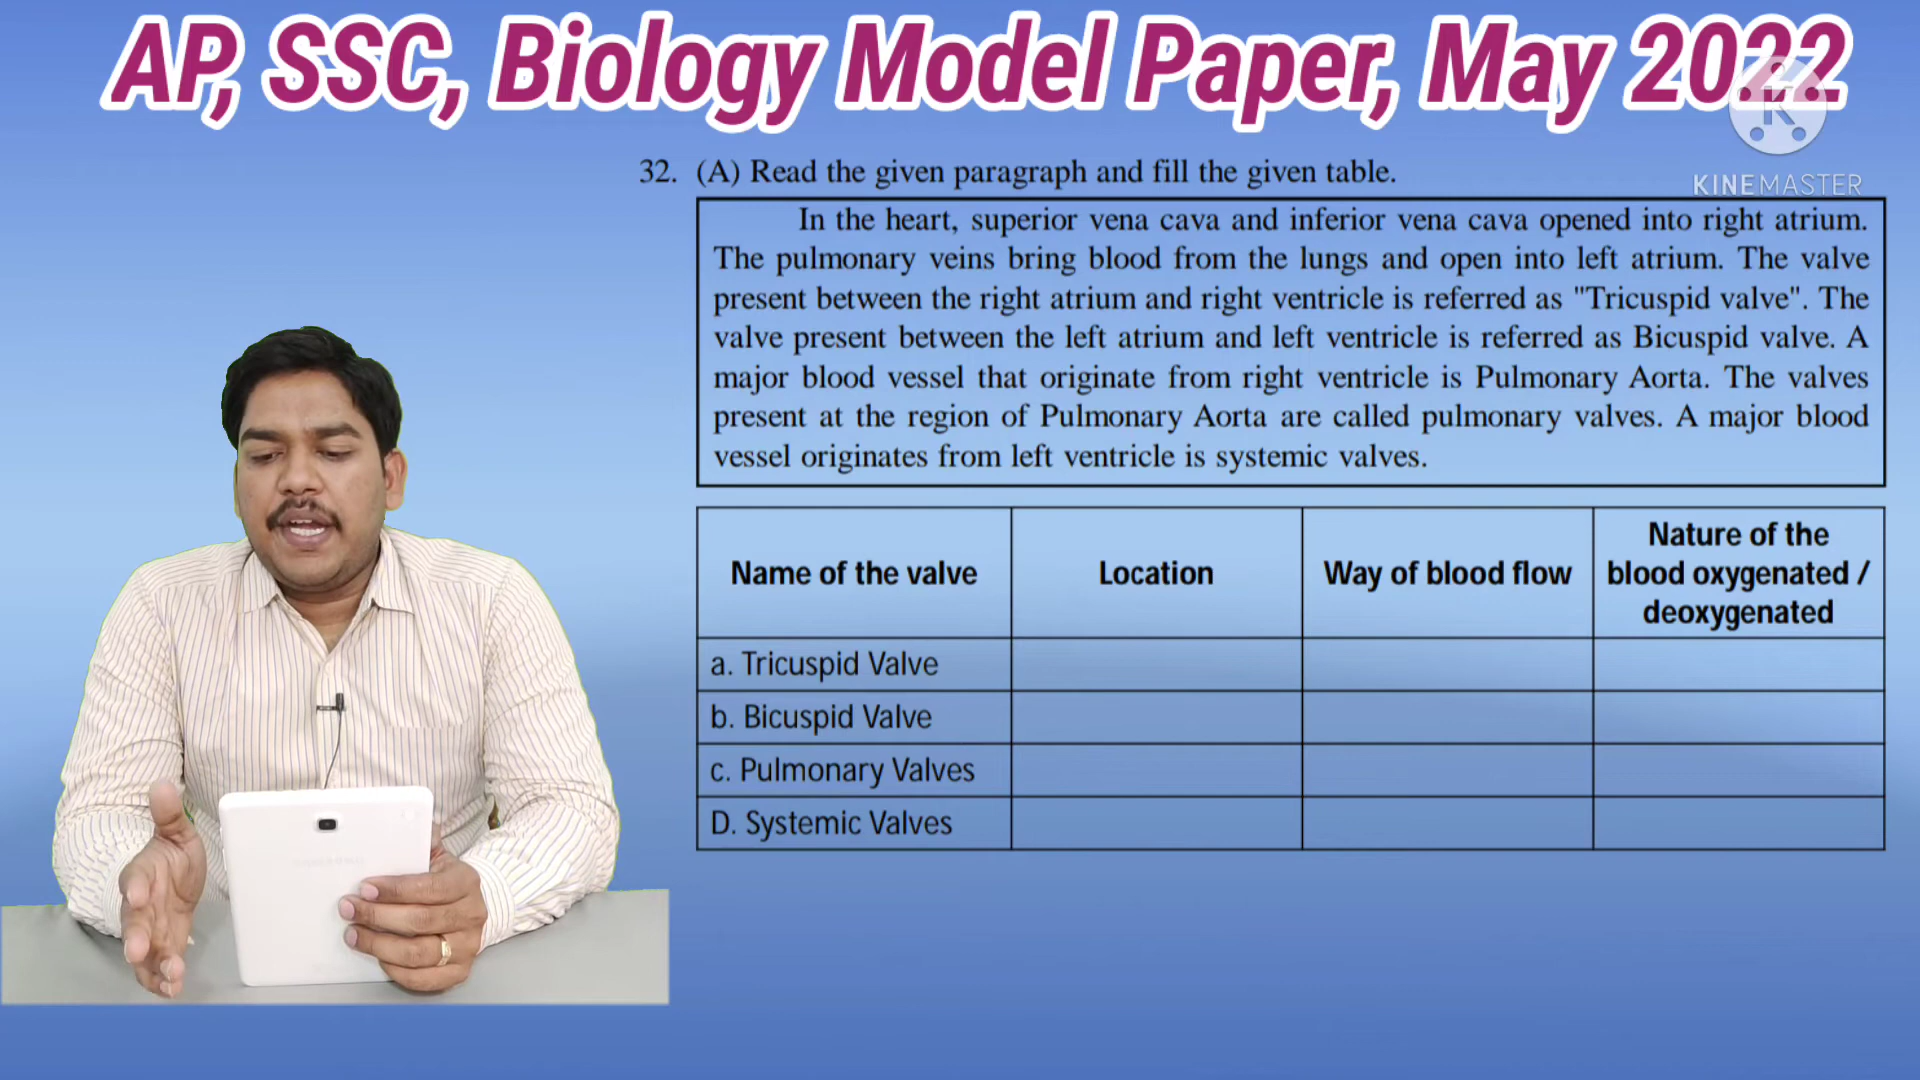 AP, SSC, Biology Model Paper, May 2022
KINEMASTER
32. (A) Read the given paragraph and fill the given table.
In the heart, superior vena cava and inferior vena cava opened into right atrium.
The pulmonary veins bring blood from the lungs and open into left atrium. The valve
present between the right atrium and right ventricle is referred as "Tricuspid valve". The
valve present between the left atrium and left ventricle is referred as Bicuspid valve. A
major blood vessel that originate from right ventricle is Pulmonary Aorta. The valves
present at the region of Pulmonary Aorta are called pulmonary valves. A major blood
vessel originates from left ventricle is systemic valves.
Name of the valve
Location
Way of blood flow
Nature of the
blood oxygenated /
deoxygenated
a. Tricuspid Valve
b. Bicuspid Valve
c. Pulmonary Valves
D. Systemic Valves